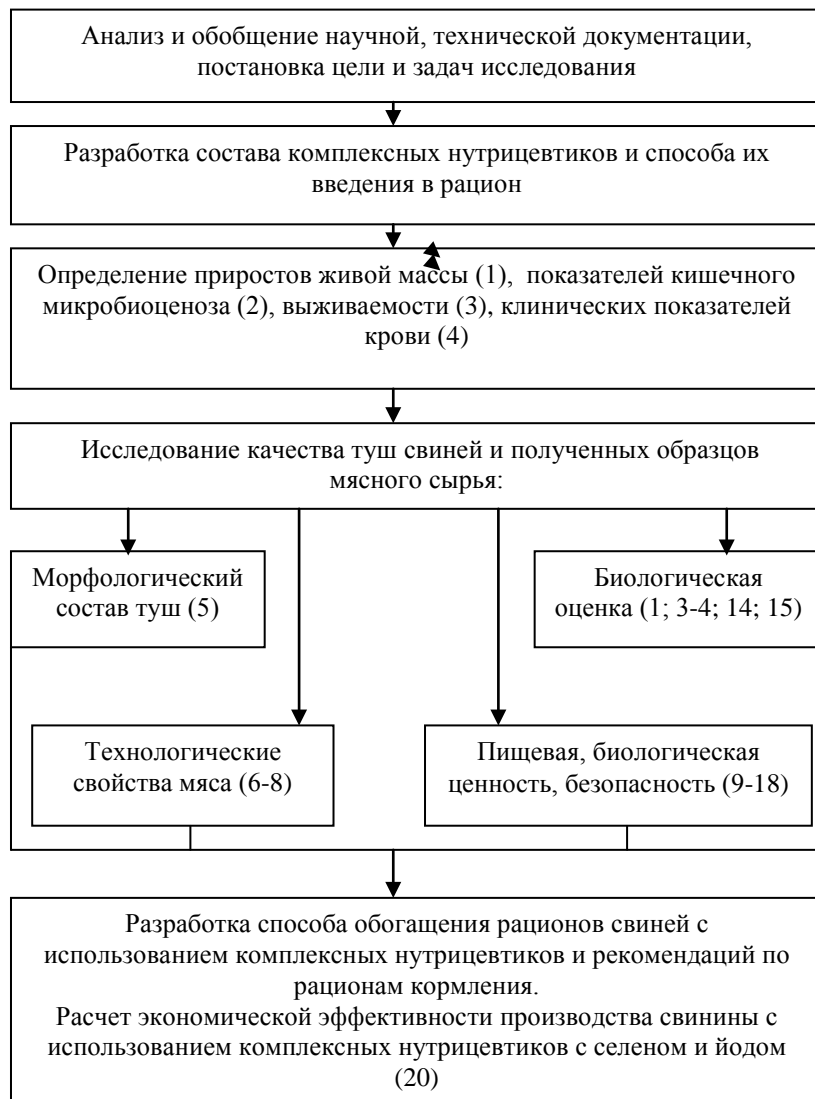 Анализ и обобщение научной, технической документации,
постановка цели и задач исследования
Разработка состава комплексных нутрицевтиков и способа их
введения в рацион
Определение приростов живой массы (1), показателей кишечного
микробиоценоза (2), выживаемости (3), клинических показателей
крови (4)
Исследование качества туш свиней и полученных образцов
мясного сырья:
Морфологический
состав туш (5)
Биологическая
оценка (1; 3-4; 14; 15)
Технологические
свойства мяса (6-8)
Пищевая, биологическая
ценность, безопасность (9-18)
Разработка способа обогащения рационов свиней с
использованием комплексных нутрицевтиков и рекомендаций по
рационам кормления.
Расчет экономической эффективности производства свинины с
использованием комплексных нутрицевтиков с селеном и йодом
(20)